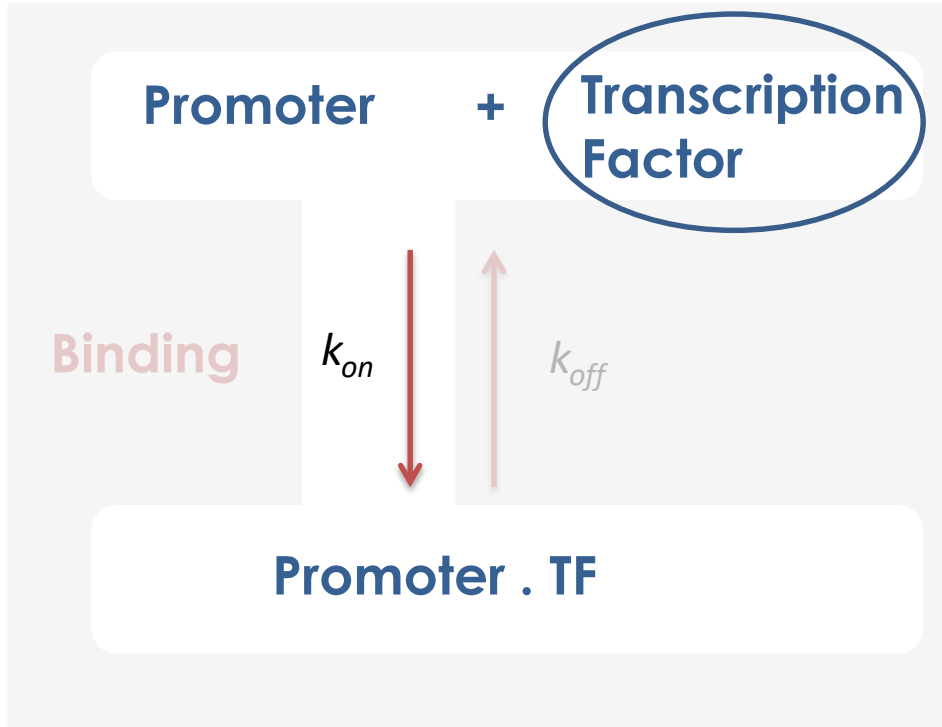 Promoter + Transcription
Factor
Binding
kon
koff
Promoter . TF